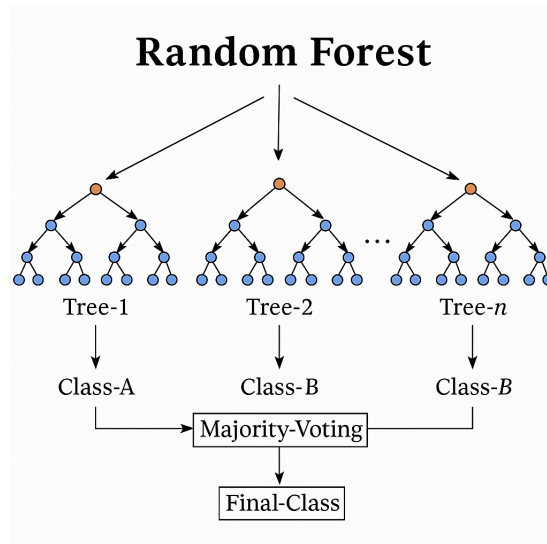 Random Forest
...
Tree-1 Tree-2 Tree-n
Class-A Class-B Class-B
Majority-Voting
Final-Class